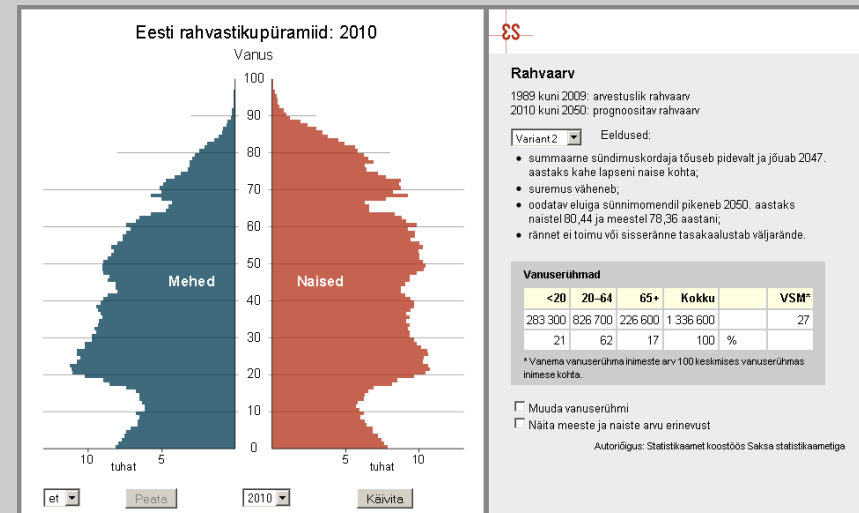 Eesti rahvastikupüramiid: 2010
Vanus
100
90
80
70
60
50
40
30
20
10
0
Mehed
Naised
10
5
tuhat
5
10
tuhat
et
Peata
2010
Käivita
Rahvaarv
1989 kuni 2009: arvestuslik rahvaarv
2010 kuni 2050: prognoositav rahvaarv
Variant2 Eeldused:
• summaarne sündimuskordaja tõuseb pidevalt ja jõuab 2047.
aastaks kahe lapseni naise kohta;
• suremus väheneb;
• oodatav eluiga sünnimomendil pikeneb 2050. aastaks
naistel 80,44 ja meestel 78,36 aastani;
• rännet ei toimu või sisseränne tasakaalustab väljarände.
Vanuserühmad
<20 20–64 65+ Kokku VSM*
283 300 826 700 226 600 1 336 600 27
21 62 17 100 %
* Vanema vanuserühma inimeste arv 100 keskmises vanuserühmas
inimese kohta.
Muuda vanuserühmi
Näita meeste ja naiste arvu erinevust
Autoriõigus: Statistikaamet koostöös Saksa statistikaametiga